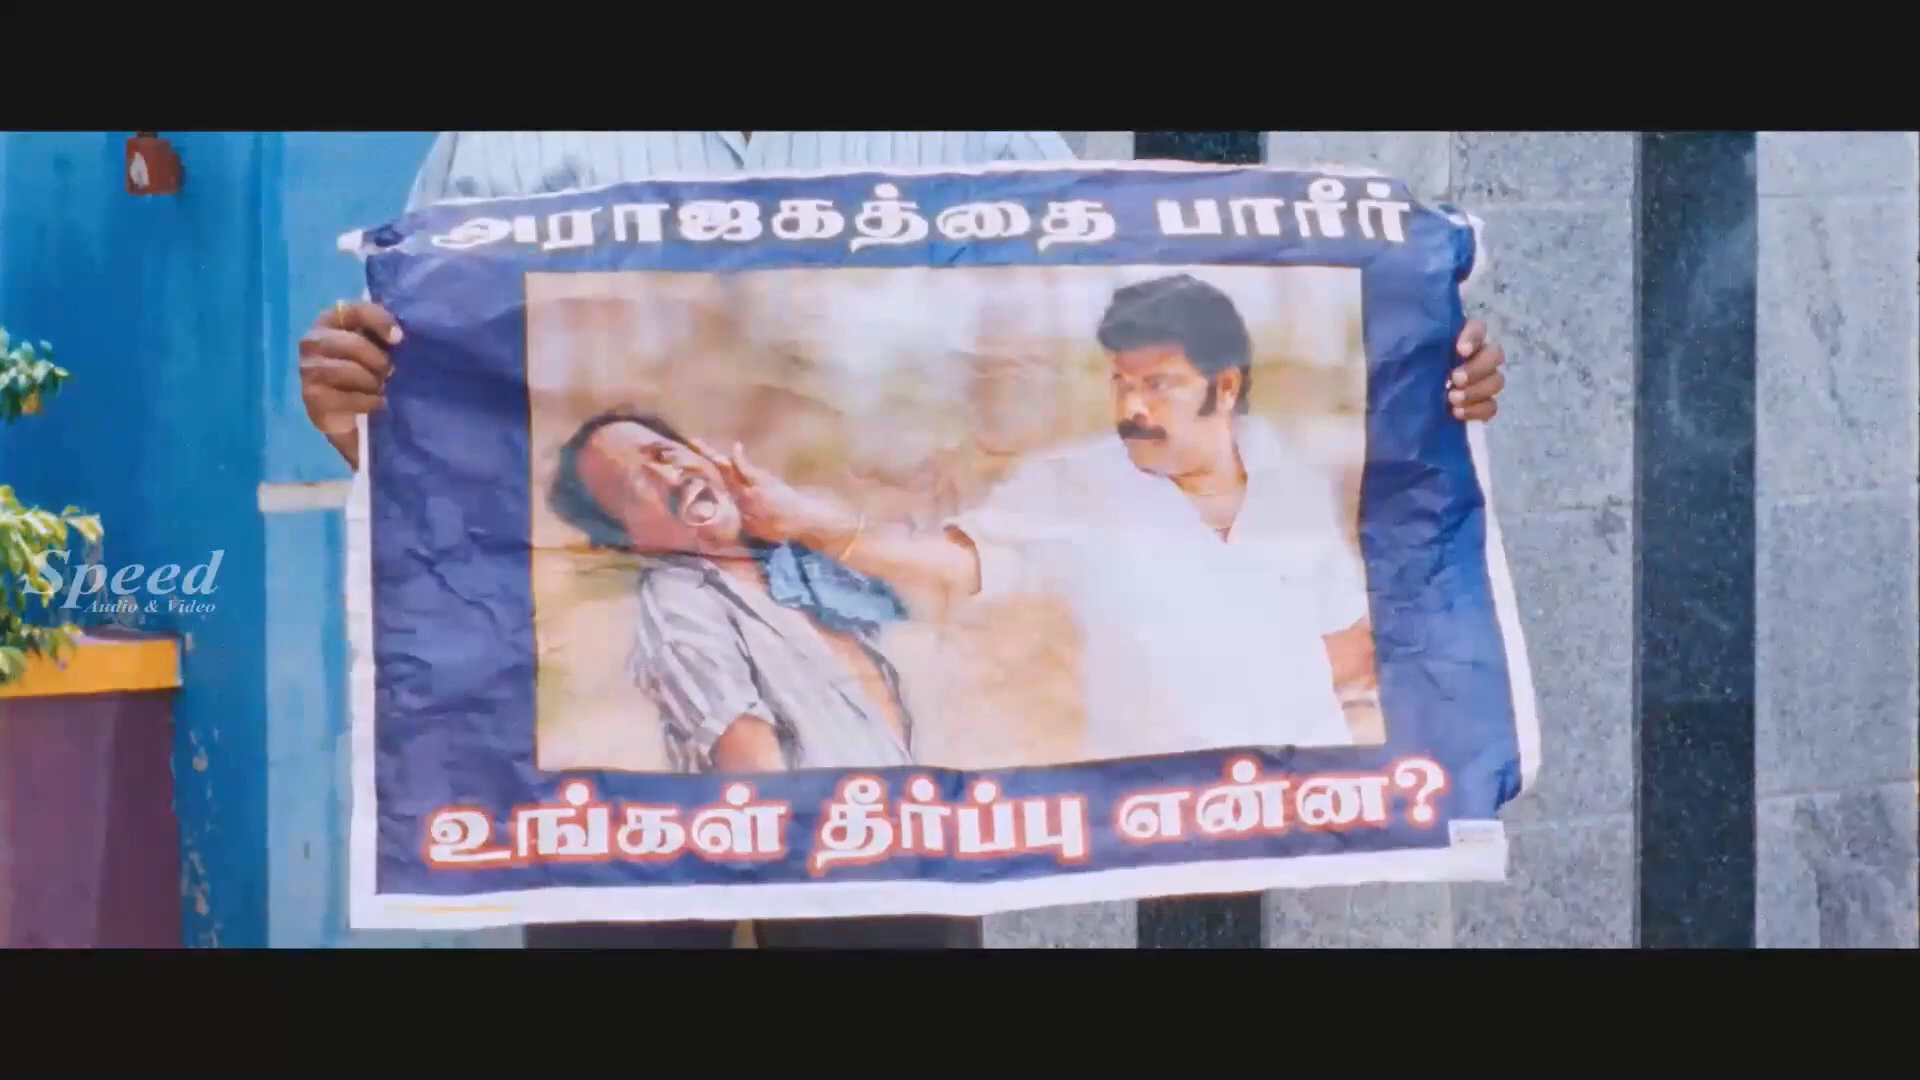 அராஜகத்தை பாரீர்
உங்கள் தீர்ப்பு என்ன?
Speed
Audio & Video